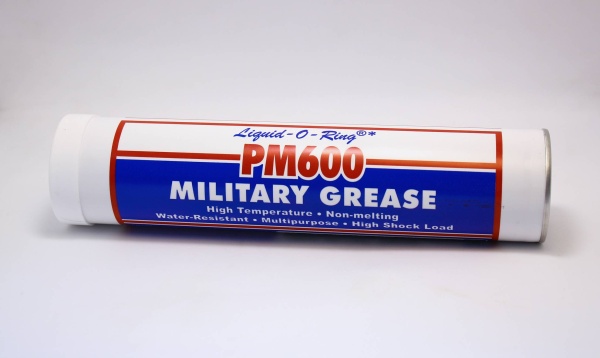 Liquid-O-Ring®*
PM600
MILITARY GREASE
High Temperature • Non-melting
Water-Resistant • Multipurpose • High Shock Load